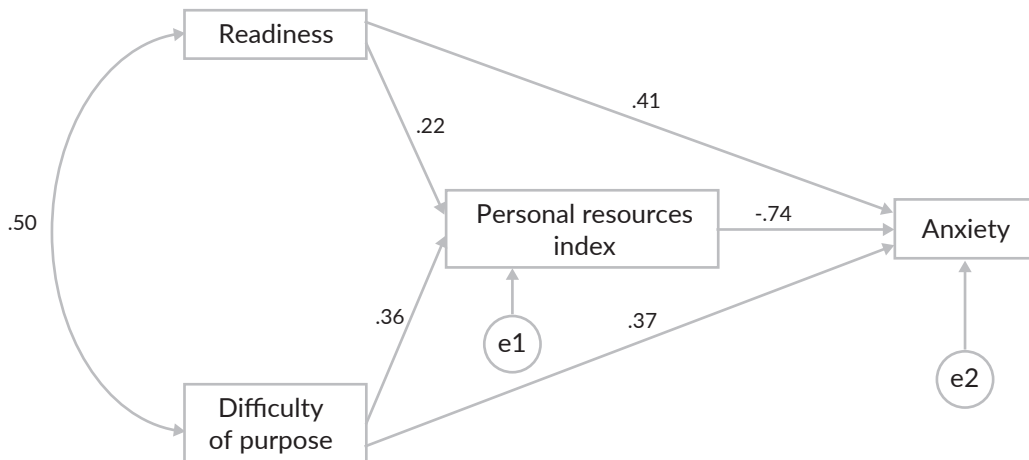 Readiness
.41
.22
.50
Personal resources
index
-.74
Anxiety
.36
.37
e1
e2
Difficulty
of purpose